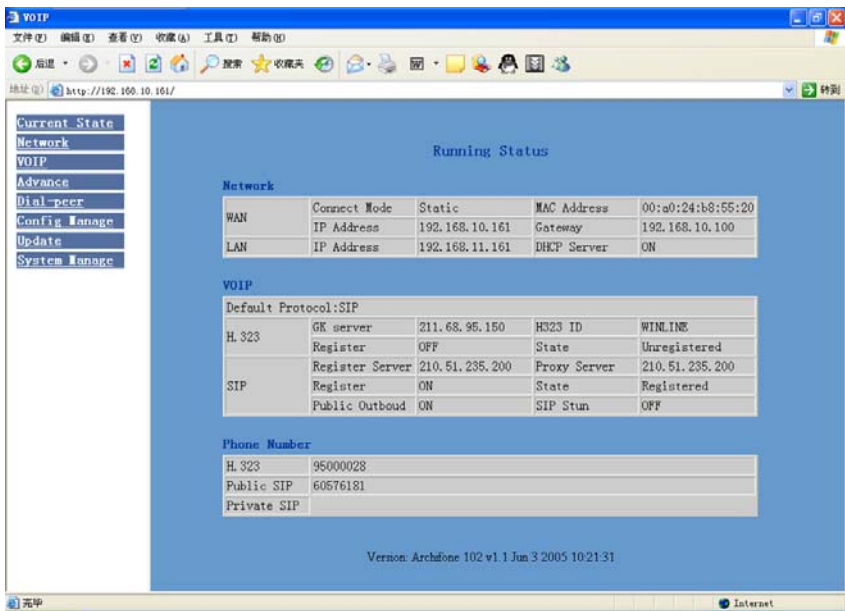 VOIP
文件(F) 编辑(E) 查看(V) 收藏(A) 工具(T) 帮助(H)
后退 搜索 收藏夹
地址(D) http://192.168.10.161/ 转到
Current State
Network
VOIP
Advance
Dial-peer
Config Manage
Update
System Manage
Running Status
Network
WAN Connect Mode Static MAC Address 00:a0:24:b8:55:20
IP Address 192.168.10.161 Gateway 192.168.10.100
LAN IP Address 192.168.11.161 DHCP Server ON
VOIP
Default Protocol:SIP
H.323 GK server 211.68.95.150 H323 ID WINLINE
Register OFF State Unregistered
SIP Register Server 210.51.235.200 Proxy Server 210.51.235.200
Register ON State Registered
Public Outboud ON SIP Stun OFF
Phone Number
H.323 95000028
Public SIP 60576181
Private SIP
Version: Archifone 102 v1.1 Jun 3 2005 10:21:31
完毕 Internet